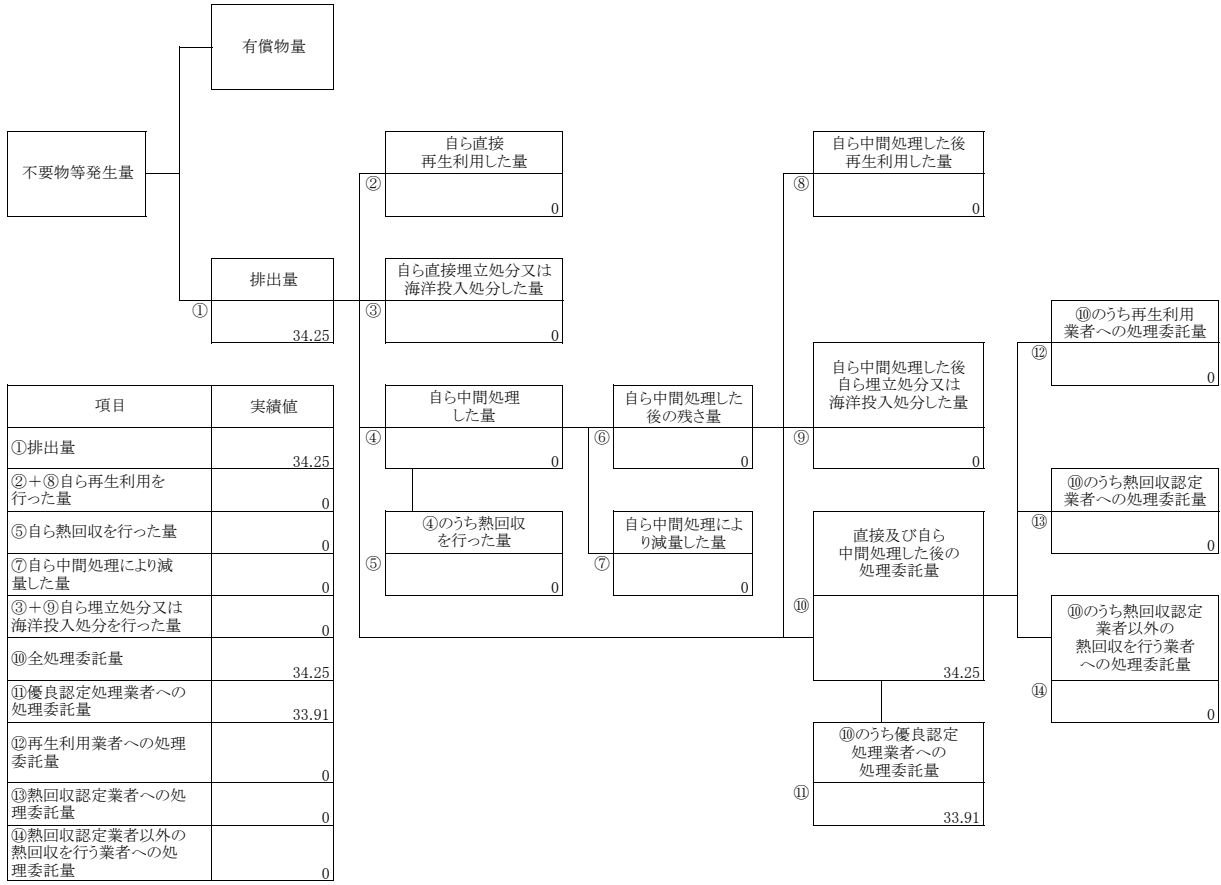 有償物量
不要物等発生量
自ら直接
再生利用した量
②
0
自ら中間処理した後
再生利用した量
⑧
0
排出量
①
34.25
自ら直接埋立処分又は
海洋投入処分した量
③
0
⑩のうち再生利用
業者への処理委託量
⑫
0
自ら中間処理
した量
④
0
自ら中間処理した
後の残さ量
⑥
0
自ら中間処理した後
自ら埋立処分又は
海洋投入処分した量
⑨
0
⑩のうち熱回収認定
業者への処理委託量
⑬
0
④のうち熱回収
を行った量
⑤
0
自ら中間処理によ
り減量した量
⑦
0
直接及び自ら
中間処理した後の
処理委託量
⑩
34.25
⑩のうち熱回収認定
業者以外の
熱回収を行う業者
への処理委託量
⑭
0
⑩のうち優良認定
処理業者への
処理委託量
⑪
33.91
項目 実績値
①排出量
34.25
②＋⑧自ら再生利用を
行った量
0
⑤自ら熱回収を行った量
0
⑦自ら中間処理により減
量した量
0
③＋⑨自ら埋立処分又は
海洋投入処分を行った量
0
⑩全処理委託量
34.25
⑪優良認定処理業者への
処理委託量
33.91
⑫再生利用業者への処理
委託量
0
⑬熱回収認定業者への処
理委託量
0
⑭熱回収認定業者以外の
熱回収を行う業者への処
理委託量
0